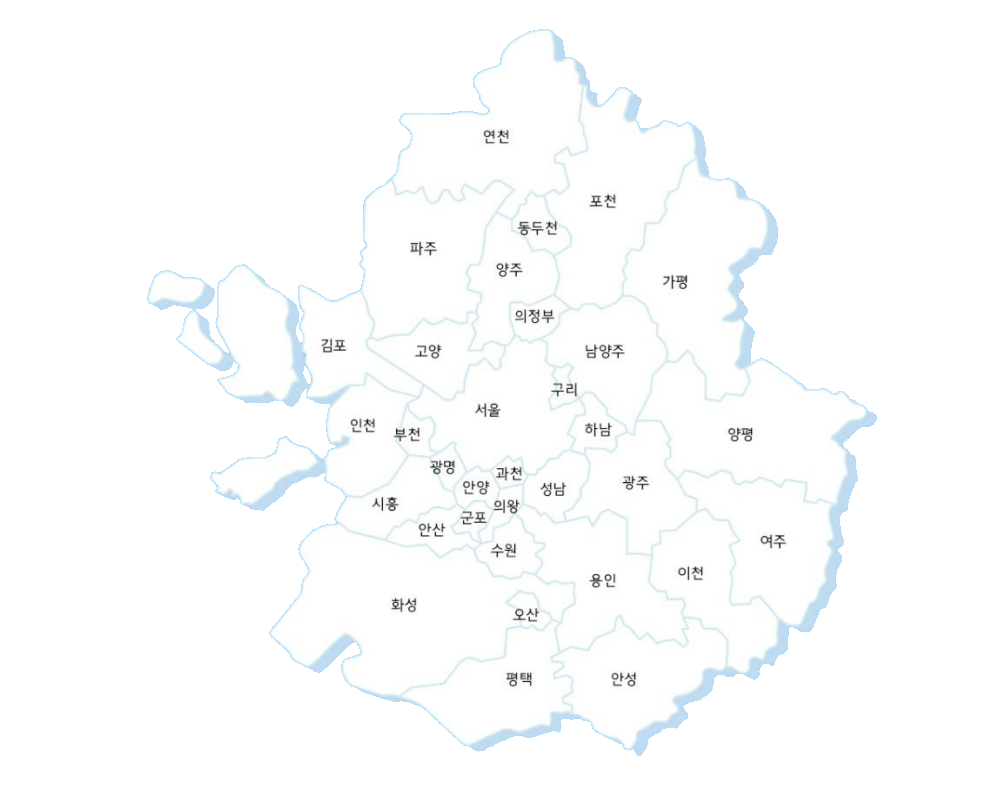 연천
포천
동두천
파주
양주
가평
의정부
김포
고양
남양주
구리
서울
인천
부천
하남
양평
광명
과천
안양
성남
광주
시흥
의왕
군포
안산
수원
여주
이천
용인
화성
오산
평택
안성